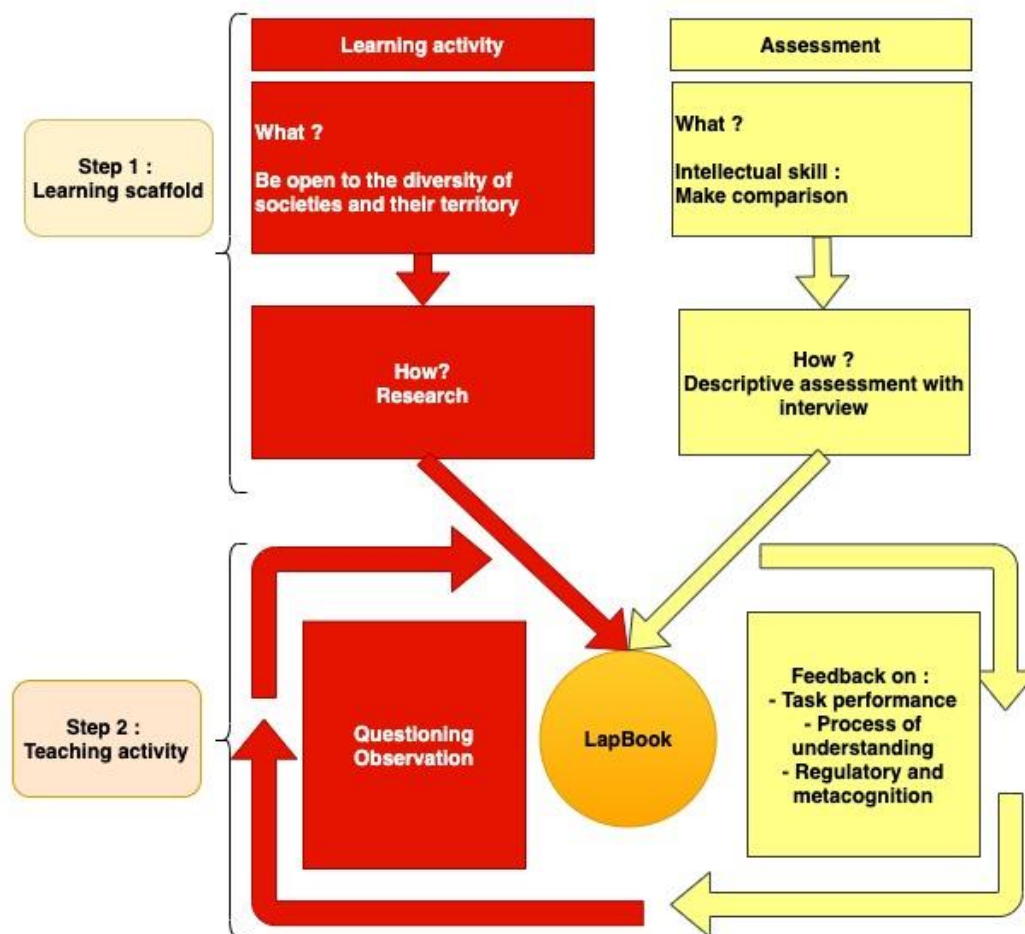 Learning activity
Assessment
Step 1 :
Learning scaffold
What ?
Be open to the diversity of
societies and their territory
What ?
Intellectual skill :
Make comparison
How?
Research
How ?
Descriptive assessment with
interview
Step 2 :
Teaching activity
Questioning
Observation
LapBook
Feedback on :
- Task performance
- Process of
understanding
- Regulatory and
metacognition